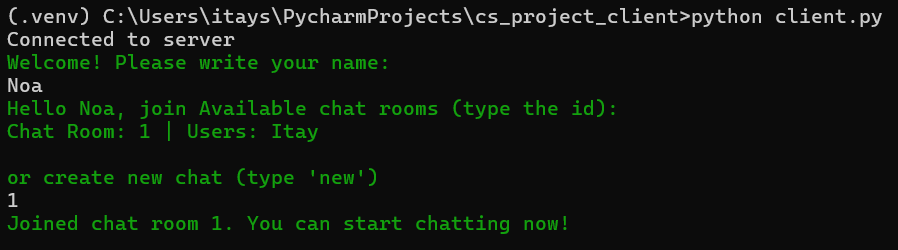 (.venv) C:\Users\itays\PycharmProjects\cs_project_client>python client.py
Connected to server
Welcome! Please write your name:
Noa
Hello Noa, join Available chat rooms (type the id):
Chat Room: 1 | Users: Itay
or create new chat (type 'new')
1
Joined chat room 1. You can start chatting now!